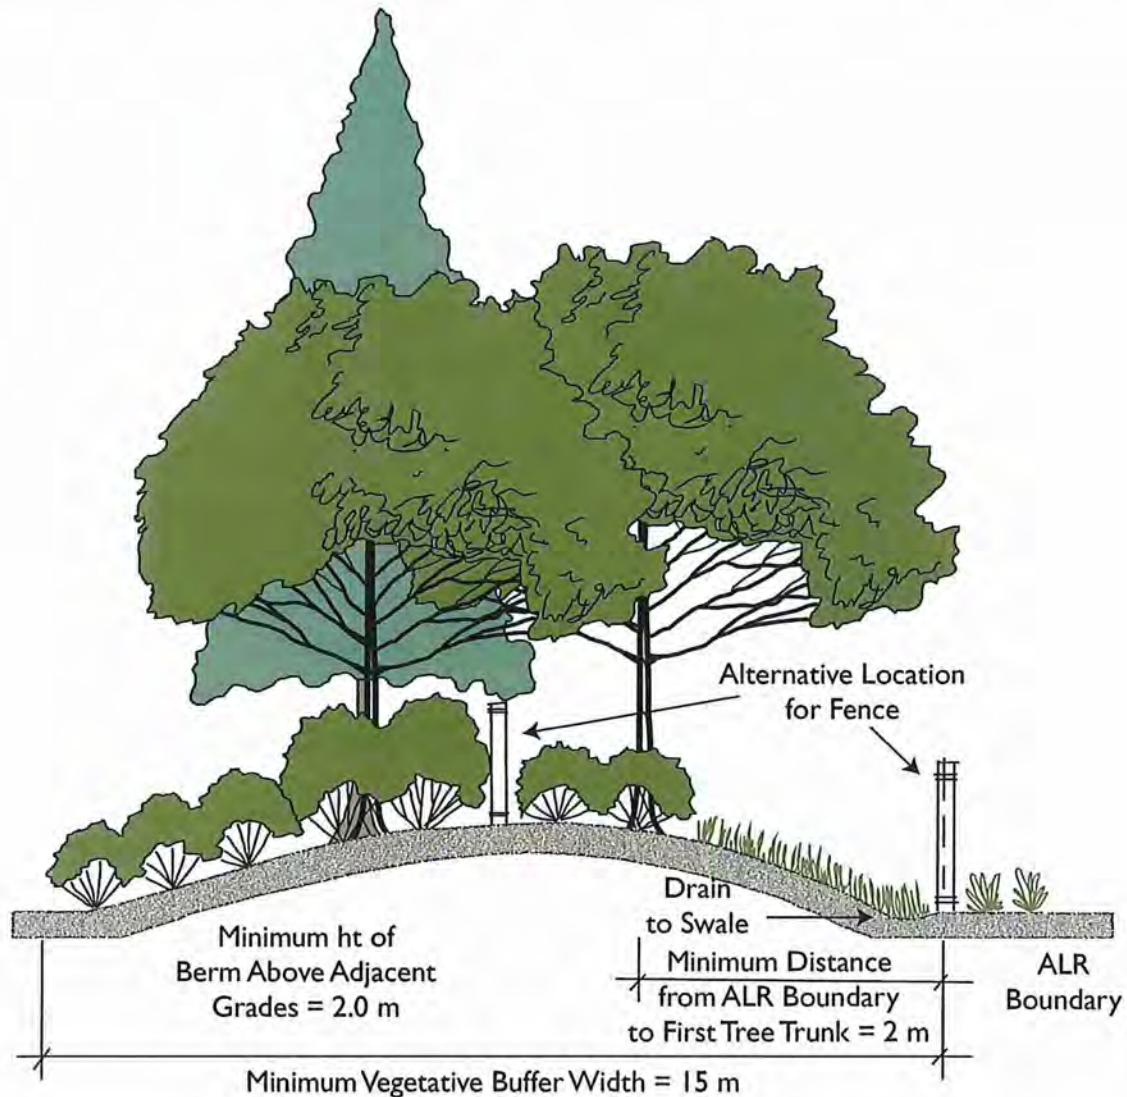 Alternative Location
for Fence
Drain
to Swale
Minimum ht of
Berm Above Adjacent
Grades = 2.0 m
Minimum Distance
from ALR Boundary
to First Tree Trunk = 2 m
ALR
Boundary
Minimum Vegetative Buffer Width = 15 m